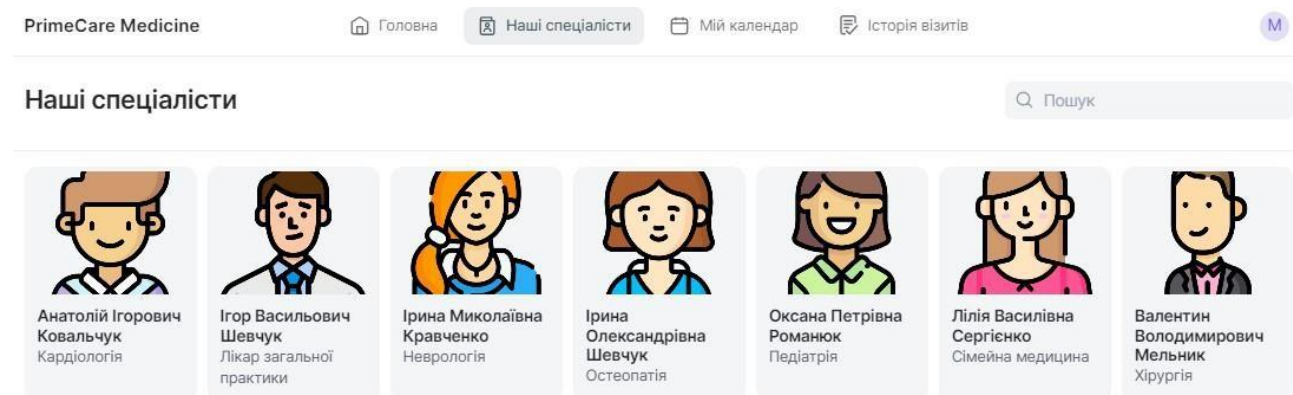 PrimeCare Medicine
Головна
Наші спеціалісти
Мій календар
Історія візитів
М
Наші спеціалісти
Пошук
Анатолій Ігорович
Ковальчук
Кардіологія
Ігор Васильович
Шевчук
Лікар загальної
практики
Ірина Миколаївна
Кравченко
Неврологія
Ірина
Олександрівна
Шевчук
Остеопатія
Оксана Петрівна
Романюк
Педіатрія
Лілія Василівна
Сергієнко
Сімейна медицина
Валентин
Володимирович
Мельник
Хірургія